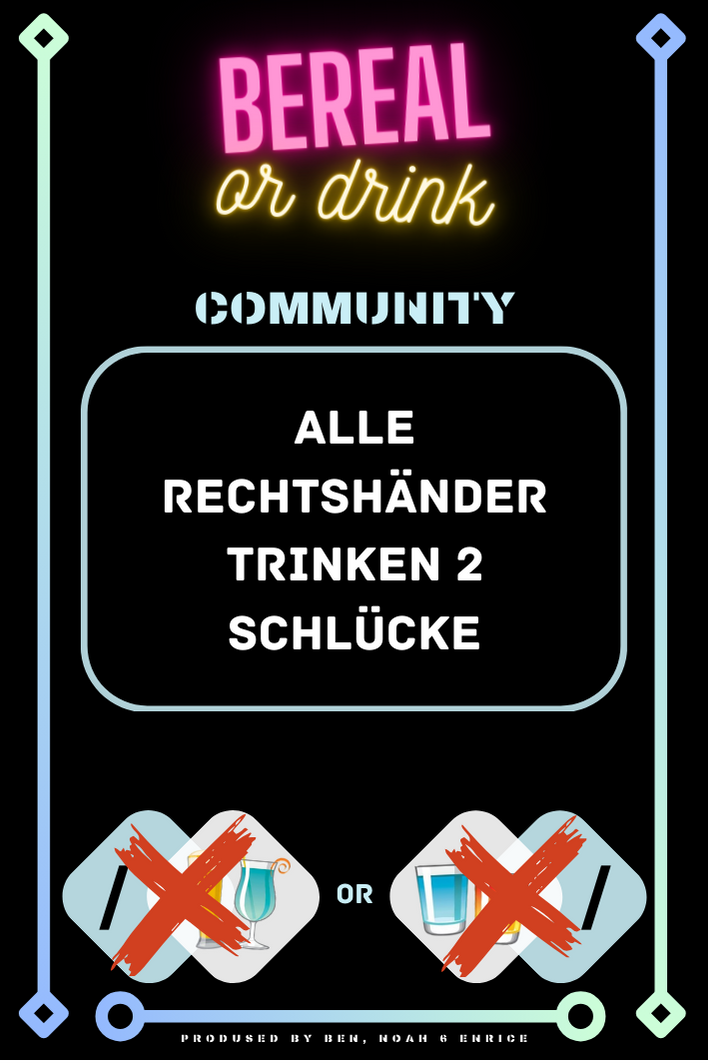 BEREAL
or drink
COMMUNITY
ALLE
RECHTSHÄNDER
TRINKEN 2
SCHLÜCKE
/
OR
/
PRODUSED BY BEN, NOAH & ENRICE